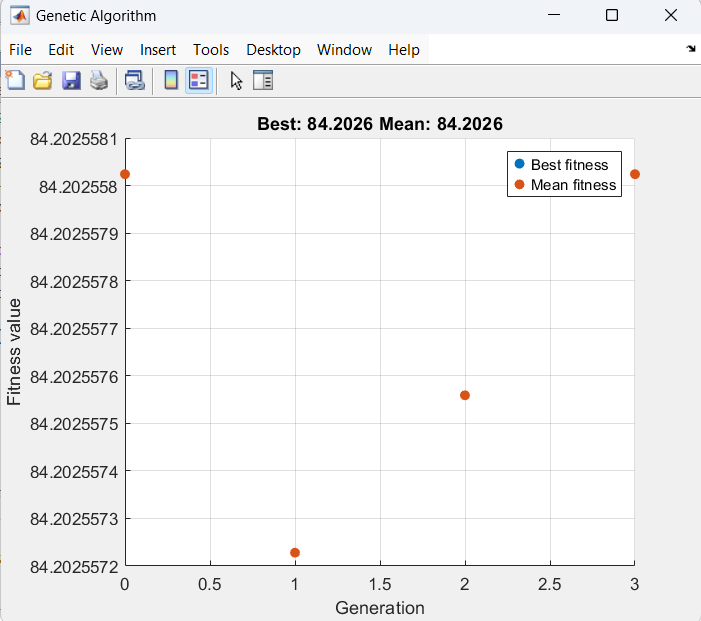 Genetic Algorithm
File Edit View Insert Tools Desktop Window Help
Best: 84.2026 Mean: 84.2026
84.2025581
84.202558
84.2025579
84.2025578
84.2025577
84.2025576
84.2025575
84.2025574
84.2025573
84.2025572
Fitness value
Best fitness
Mean fitness
0 0.5 1 1.5 2 2.5 3
Generation